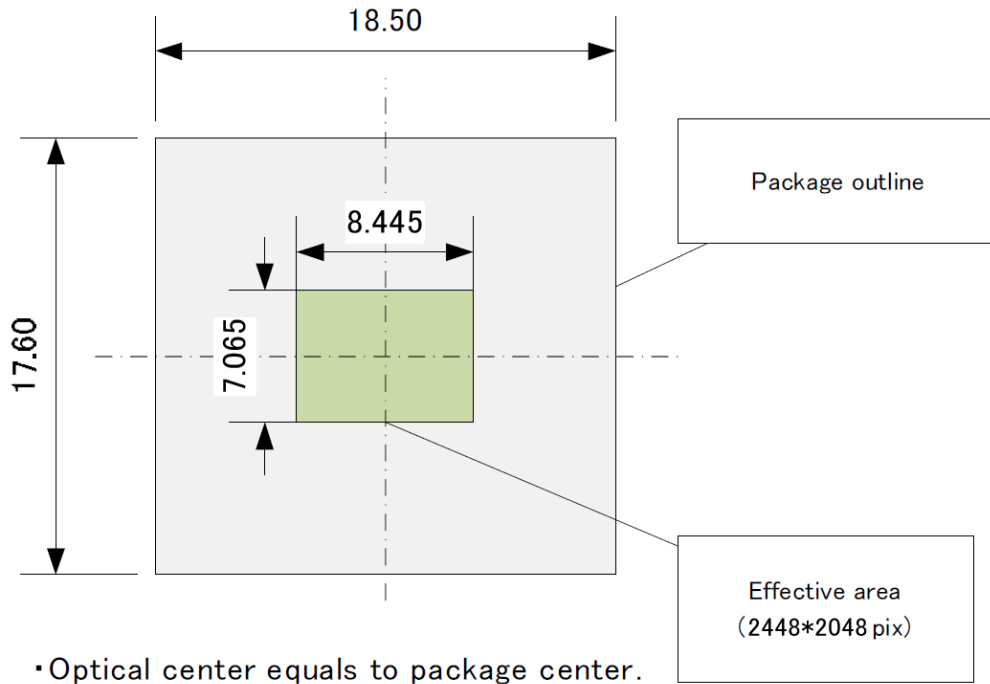 18.50
Package outline
8.445
7.065
17.60
Effective area
(2448*2048 pix)
・Optical center equals to package center.